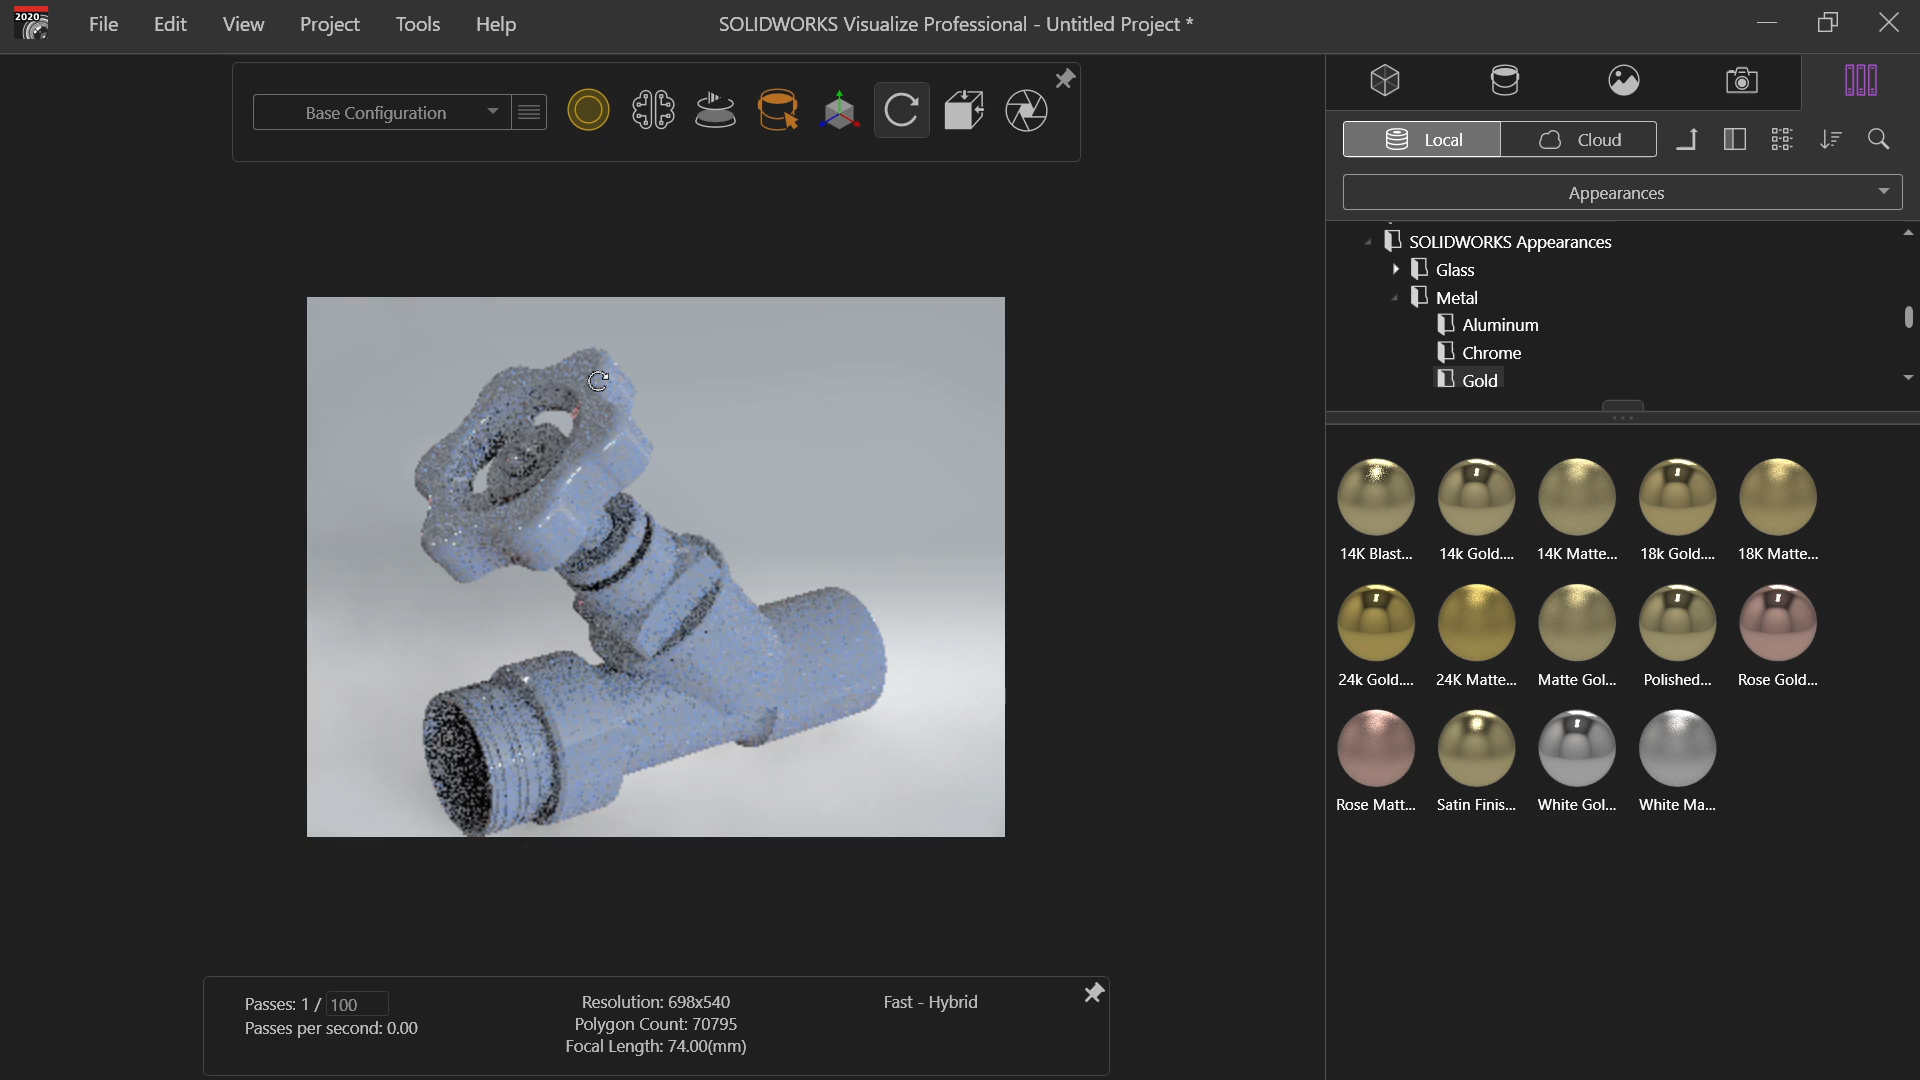 2020
File Edit View Project Tools Help
SOLIDWORKS Visualize Professional - Untitled Project *
Base Configuration
Local
Cloud
Appearances
SOLIDWORKS Appearances
Glass
Metal
Aluminum
Chrome
Gold
14K Blast... 14k Gold.... 14K Matte... 18k Gold.... 18K Matte...
24k Gold.... 24K Matte... Matte Gol... Polished... Rose Gold...
Rose Matt... Satin Finis... White Gol... White Ma...
Passes: 1 / 100
Passes per second: 0.00
Resolution: 698x540
Polygon Count: 70795
Focal Length: 74.00(mm)
Fast - Hybrid